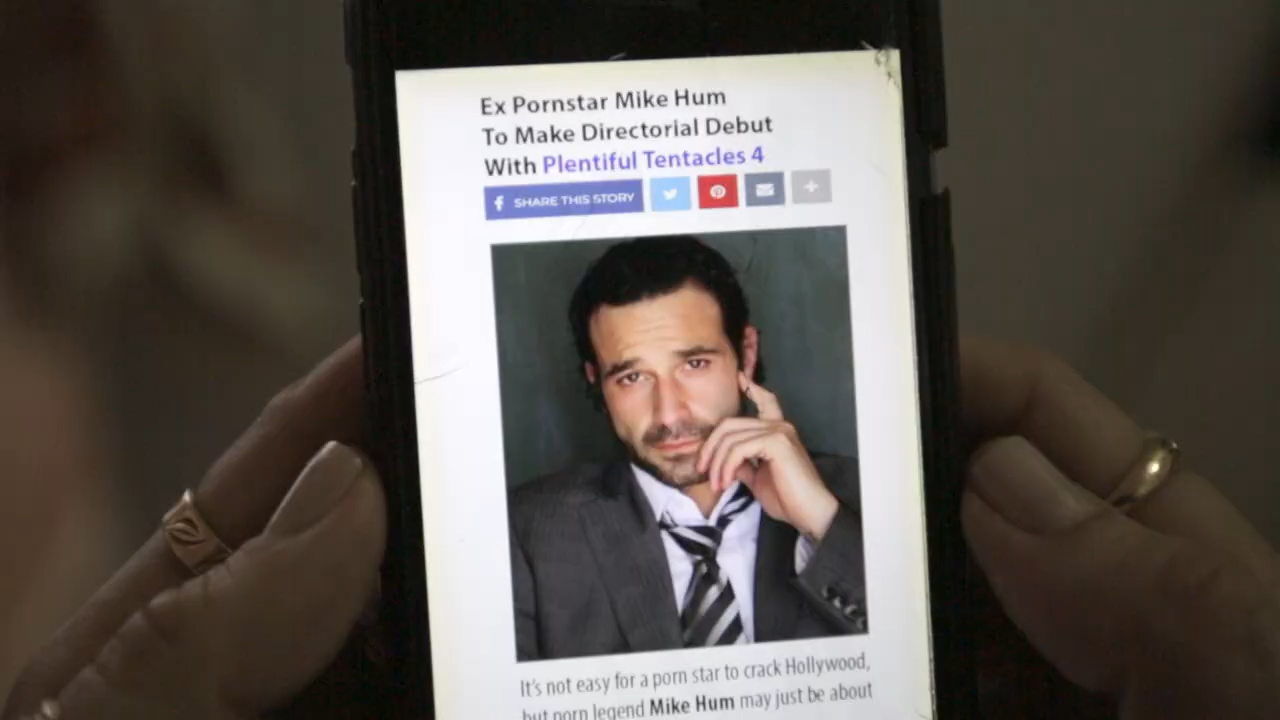 Ex Pornstar Mike Hum
To Make Directorial Debut
With Plentiful Tentacles 4
f SHARE THIS STORY
It's not easy for a porn star to crack Hollywood,
but porn legend Mike Hum may just be about